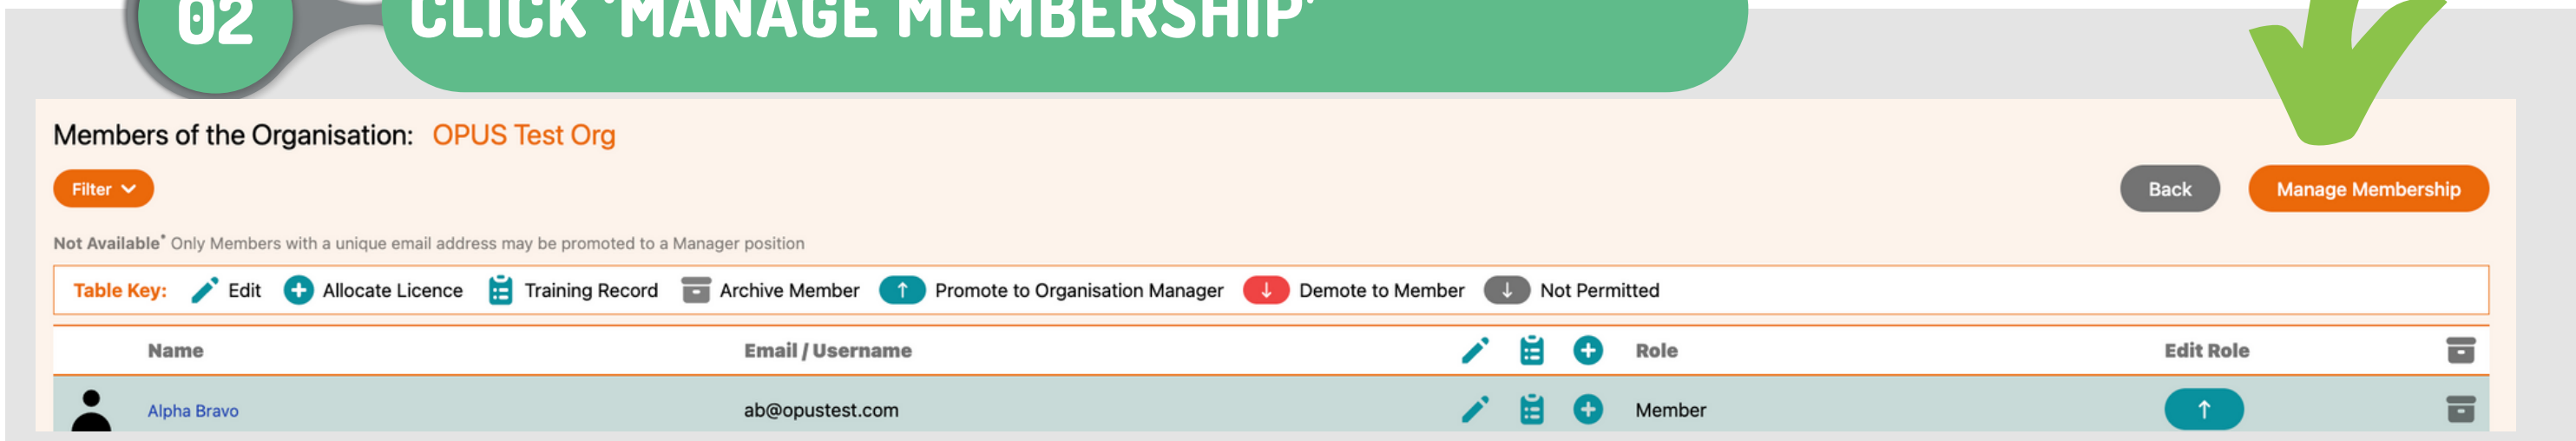 02 CLICK 'MANAGE MEMBERSHIP'
Members of the Organisation: OPUS Test Org
Filter
Back Manage Membership
Not Available* Only Members with a unique email address may be promoted to a Manager position
Table Key: Edit Allocate Licence Training Record Archive Member Promote to Organisation Manager Demote to Member Not Permitted
Name Email / Username Role Edit Role
Alpha Bravo ab@opustest.com Member